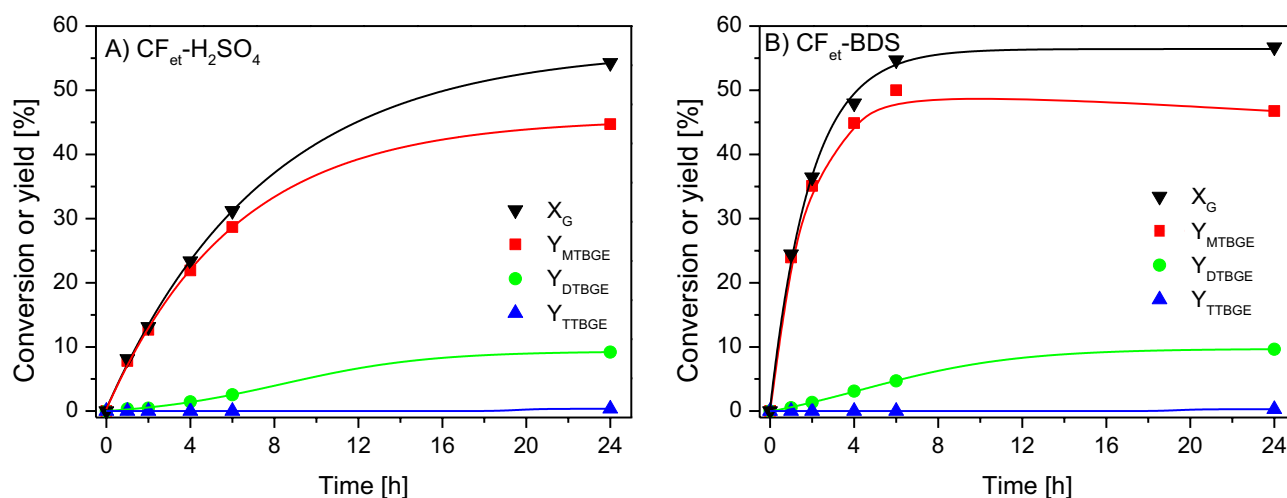 A) CFet-H2SO4
Conversion or yield [%]
60
50
40
30
20
10
0
XG
YMTBGE
YDTBGE
YTTBGE
0 4 8 12 16 20 24
Time [h]
B) CFet-BDS
Conversion or yield [%]
60
50
40
30
20
10
0
XG
YMTBGE
YDTBGE
YTTBGE
0 4 8 12 16 20 24
Time [h]